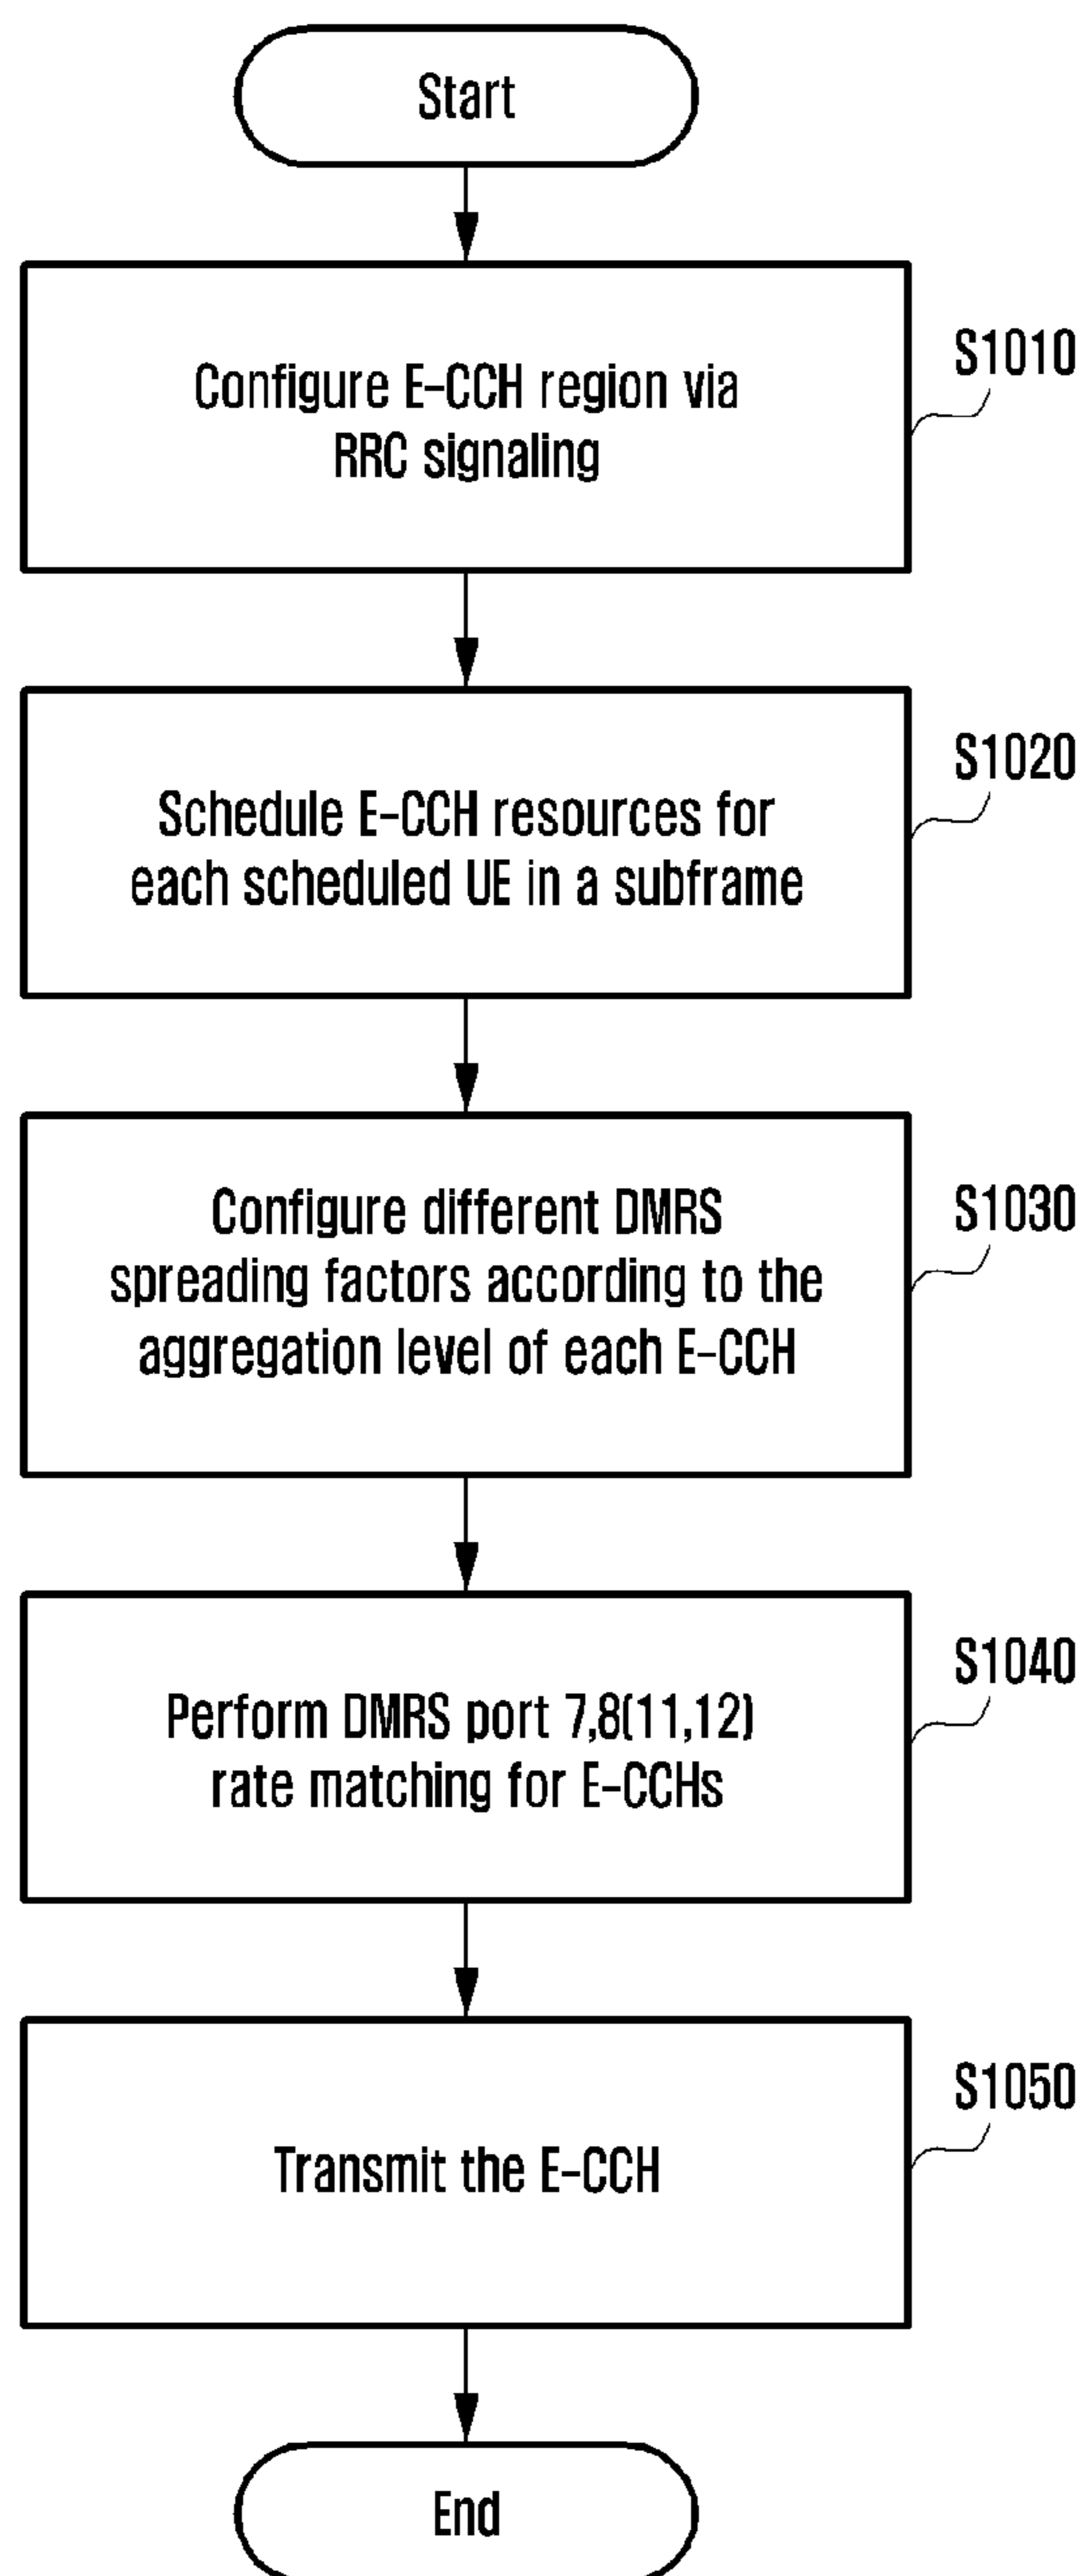 Start
S1010
Configure E-CCH region via
RRC signaling
S1020
Schedule E-CCH resources for
each scheduled UE in a subframe
S1030
Configure different DMRS
spreading factors according to the
aggregation level of each E-CCH
S1040
Perform DMRS port 7,8(11,12)
rate matching for E-CCHs
S1050
Transmit the E-CCH
End